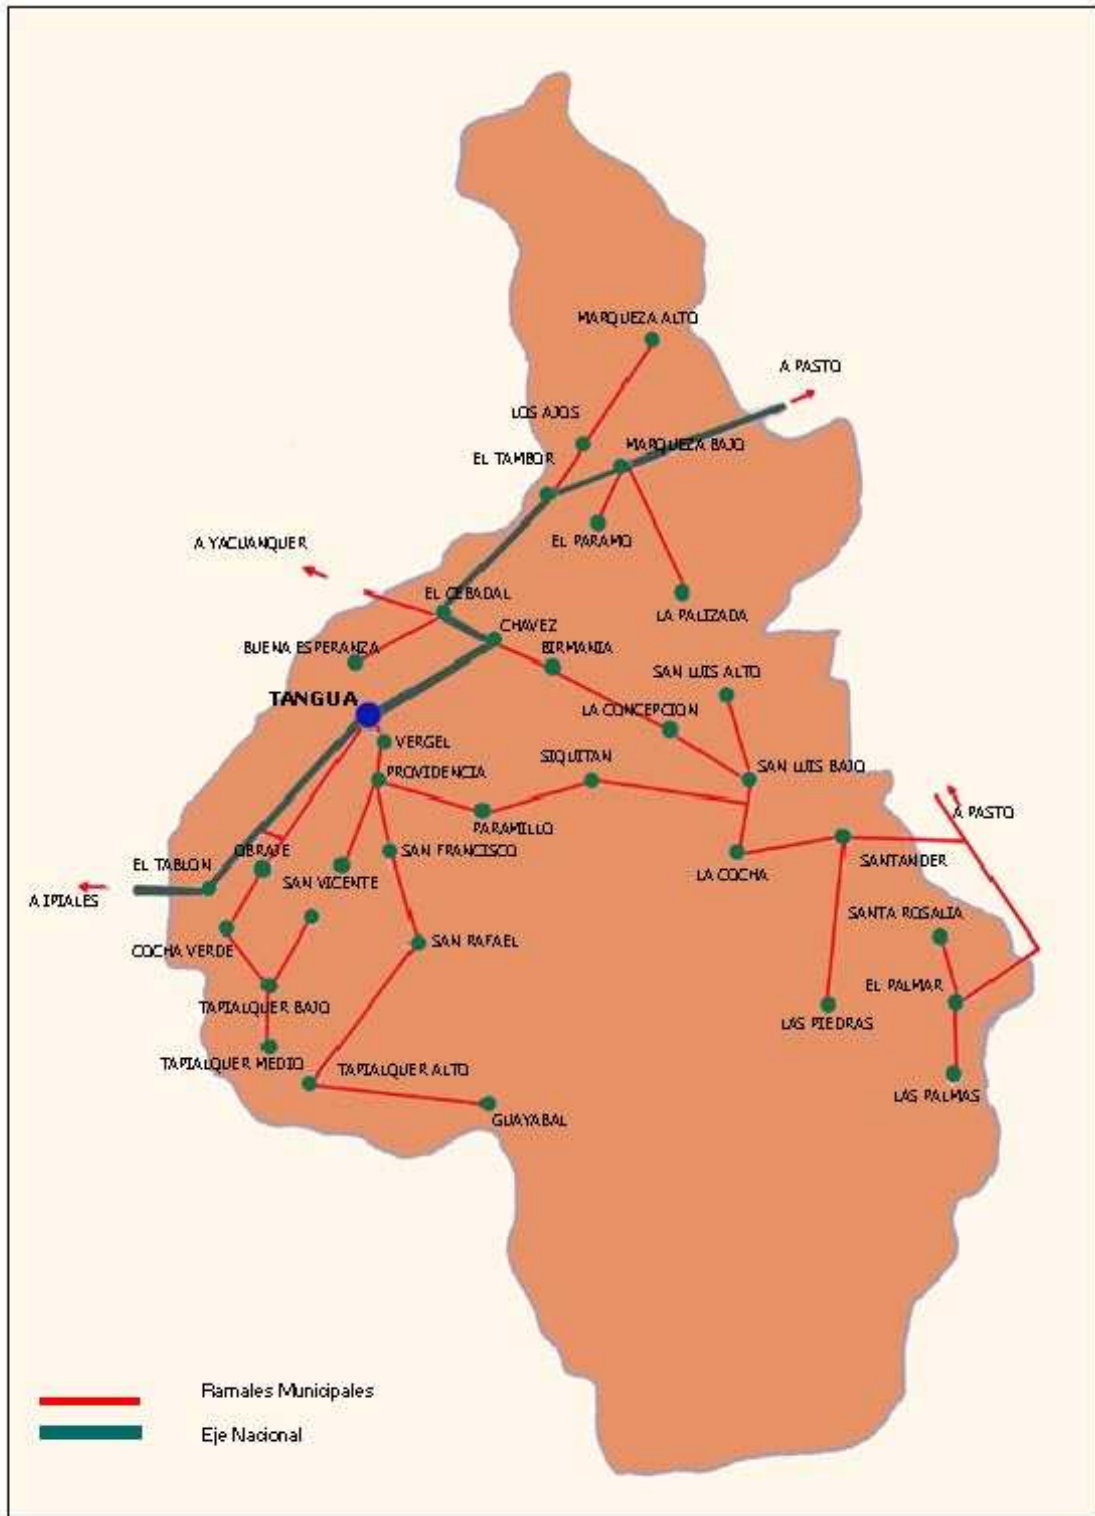 MARQUEZA ALTO
A PASTO
LOS AJOS
MARQUEZA BAJO
EL TAMBOR
A YACUANQUER
EL PARAMO
EL CEBADAL
LA PALIZADA
CHAVEZ
BUENA ESPERANZA
BIRMANIA
SAN LUIS ALTO
TANGUA
LA CONCEPCION
VERGEL
SIQUITAN
SAN LUIS BAJO
PROVIDENCIA
A PASTO
PARAMILLO
OBRAJE
SAN FRANCISCO
EL TABLON
SANTANDER
LA COCHA
SAN VICENTE
A IPIALES
SANTA ROSALIA
COCHA VERDE
SAN RAFAEL
EL PALMAR
TAPIALQUER BAJO
LAS PIEDRAS
TAPIALQUER MEDIO
TAPIALQUER ALTO
LAS PALMAS
GUAYABAL
Ramales Municipales
Eje Nacional